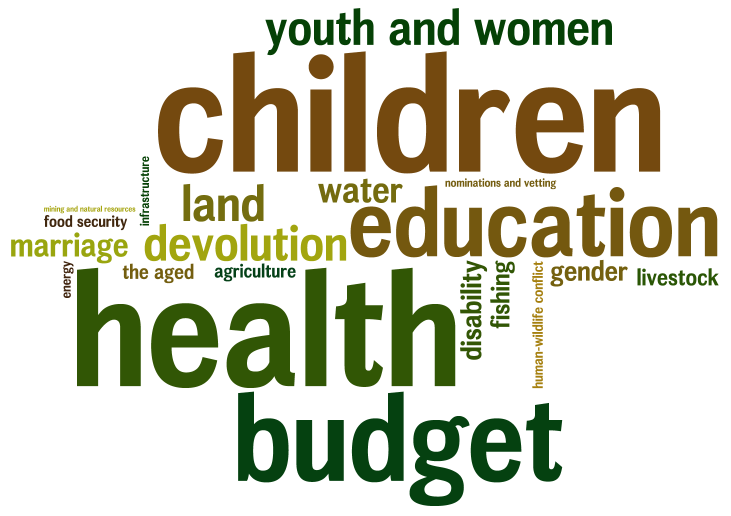 youth and women
children
infrastructure
nominations and vetting
water
land
mining and natural resources
food security
education
marriage
devolution
energy
the aged
agriculture
disability
fishing
human-wildlife conflict
gender
livestock
health
budget